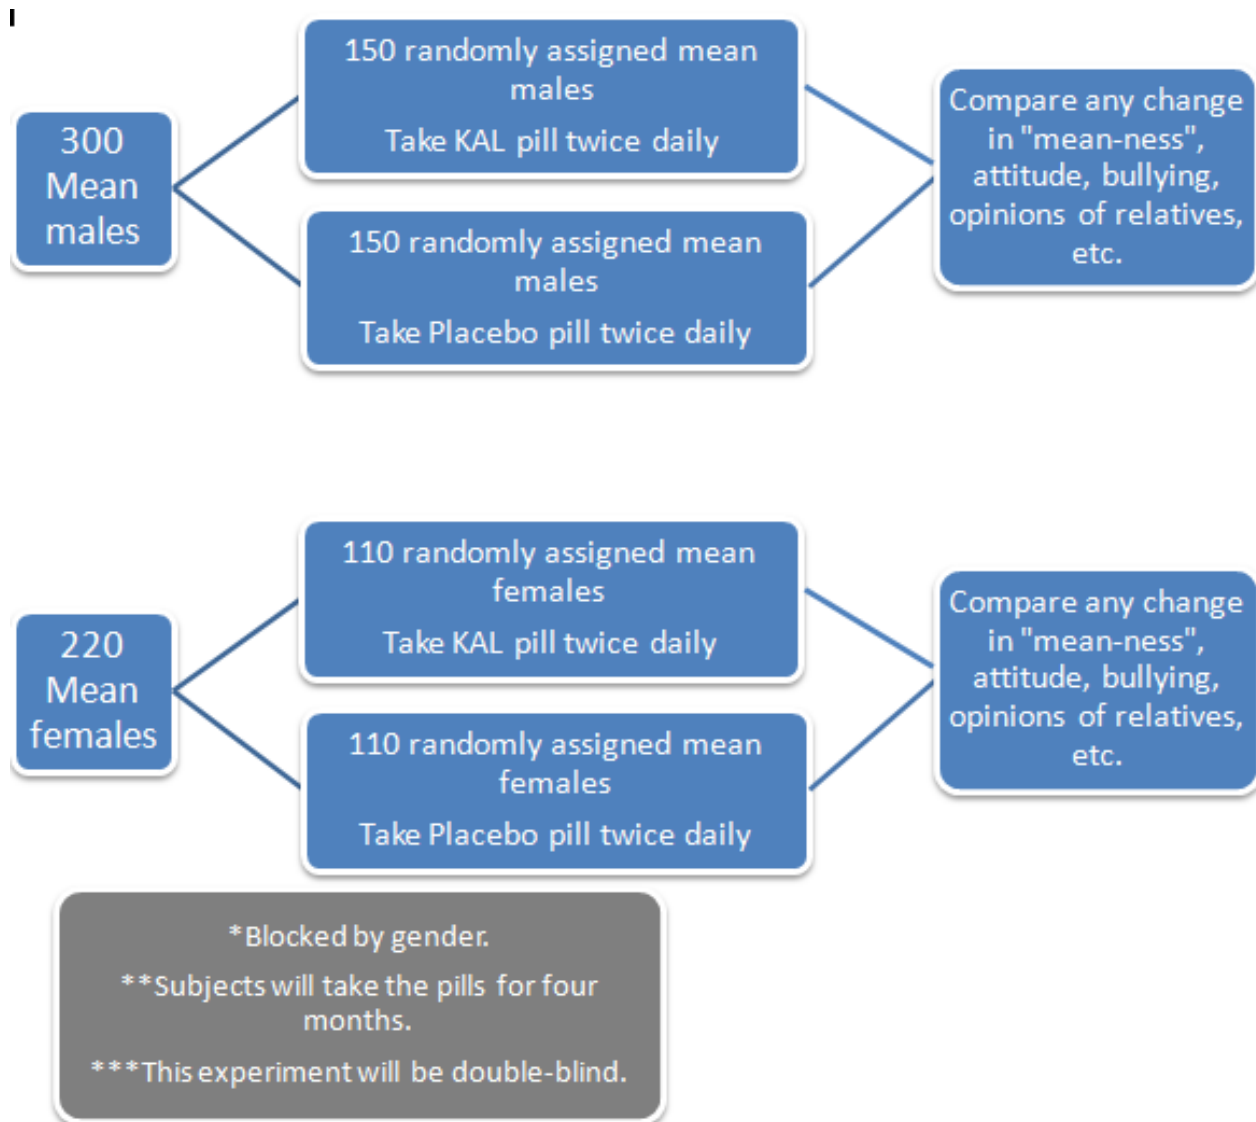 300
Mean
males
150 randomly assigned mean
males
Take KAL pill twice daily
150 randomly assigned mean
males
Take Placebo pill twice daily
Compare any change
in "mean-ness",
attitude, bullying,
opinions of relatives,
etc.
220
Mean
females
110 randomly assigned mean
females
Take KAL pill twice daily
110 randomly assigned mean
females
Take Placebo pill twice daily
Compare any change
in "mean-ness",
attitude, bullying,
opinions of relatives,
etc.
*Blocked by gender.
**Subjects will take the pills for four
months.
***This experiment will be double-blind.